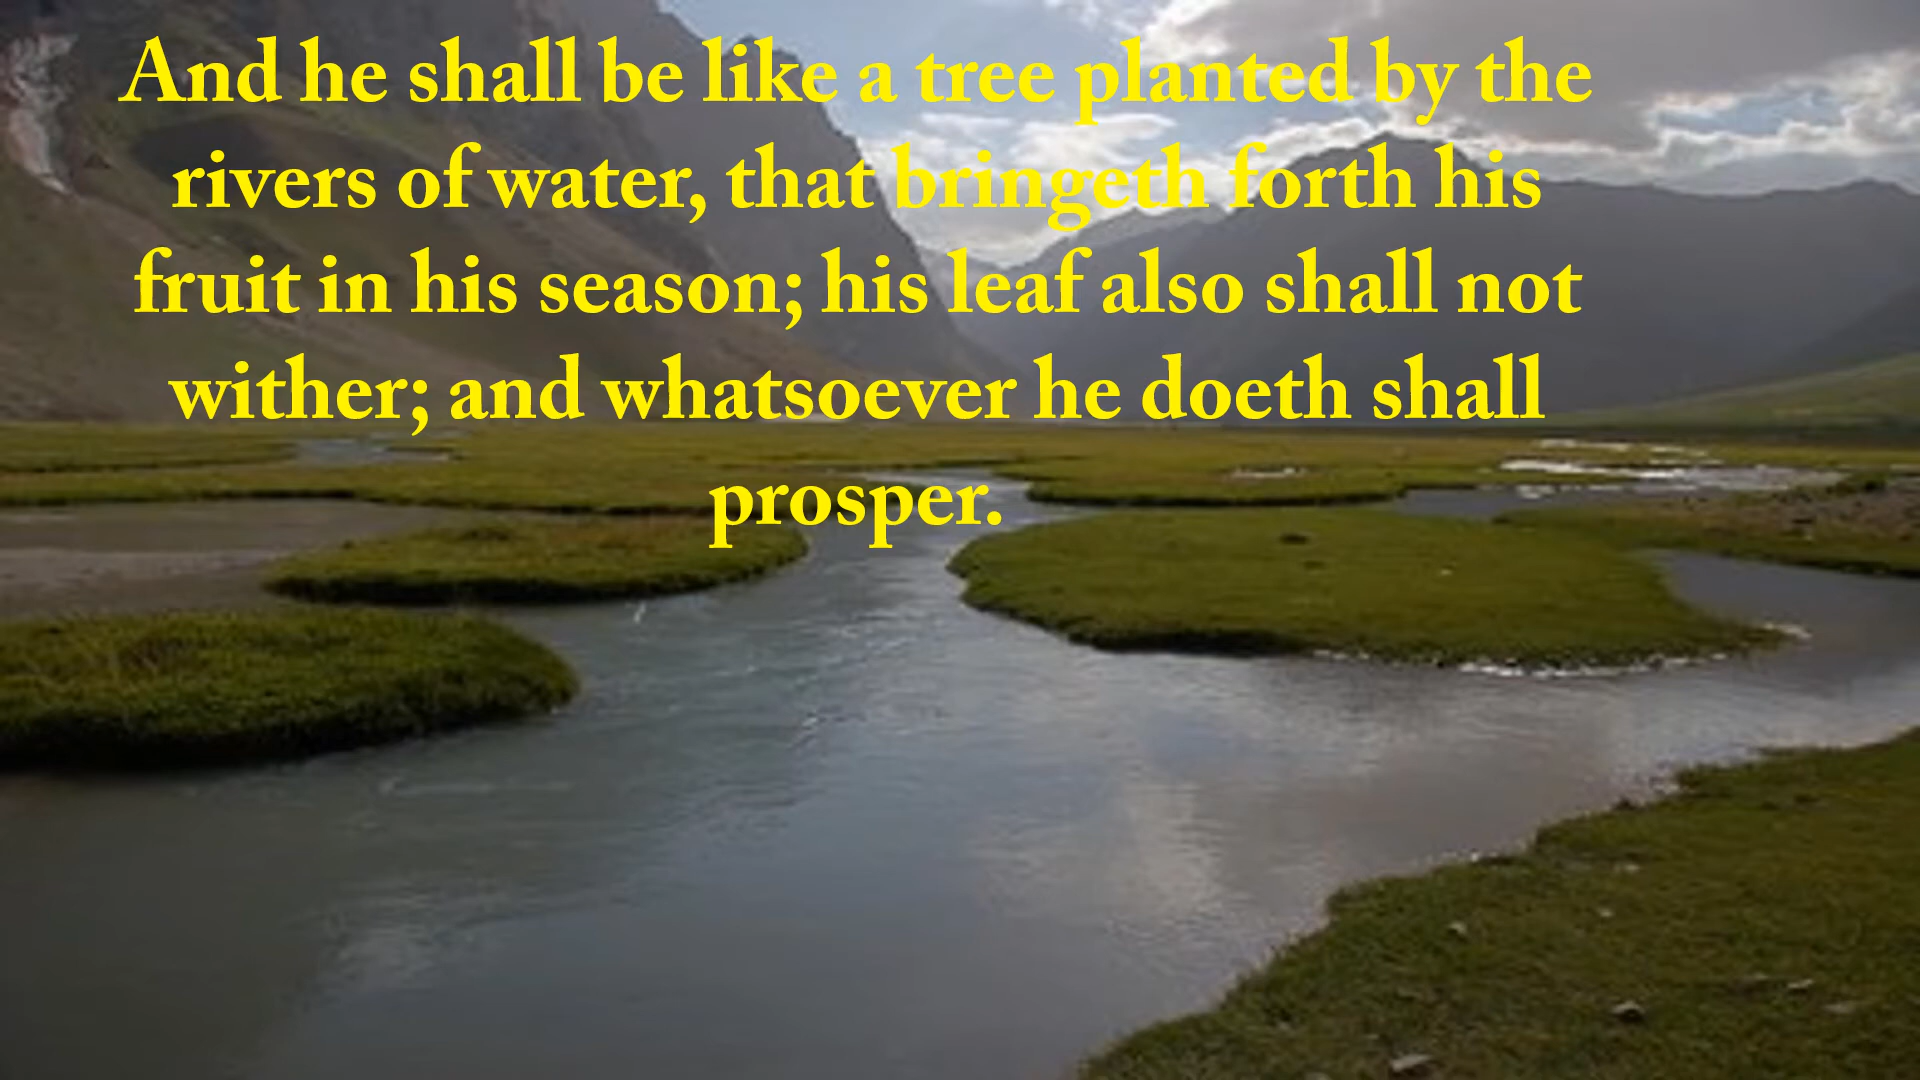 And he shall be like a tree planted by the
rivers of water, that bringeth forth his
fruit in his season; his leaf also shall not
wither; and whatsoever he doeth shall
prosper.